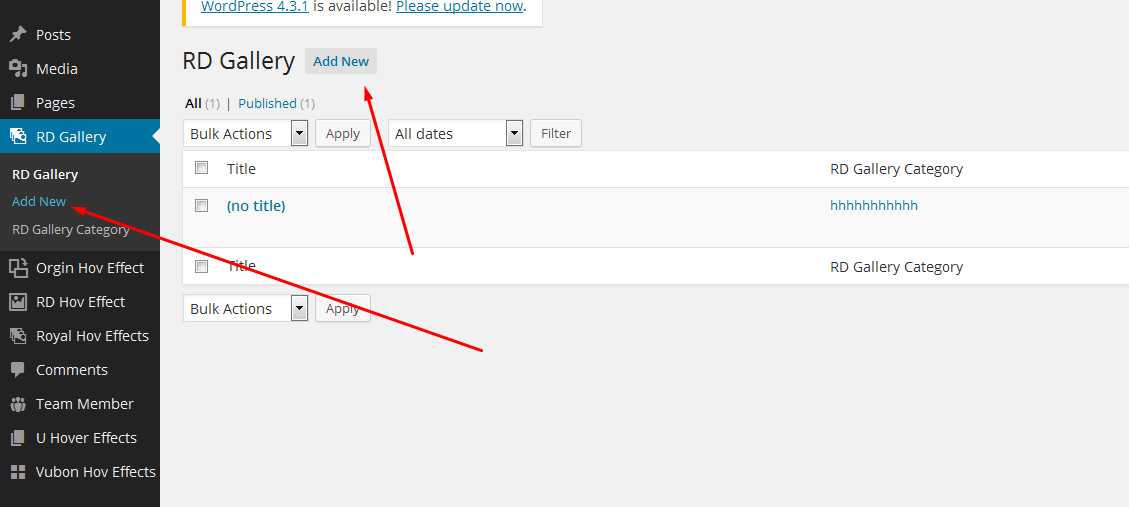 WordPress 4.3.1 is available! Please update now.
Posts
Media
Pages
RD Gallery
RD Gallery
Add New
RD Gallery Category
Orgin Hov Effect
RD Hov Effect
Royal Hov Effects
Comments
Team Member
U Hover Effects
Vubon Hov Effects
RD Gallery Add New
All (1) | Published (1)
Bulk Actions Apply All dates Filter
Title RD Gallery Category
(no title) hhhhhhhhhhh
Title RD Gallery Category
Bulk Actions Apply